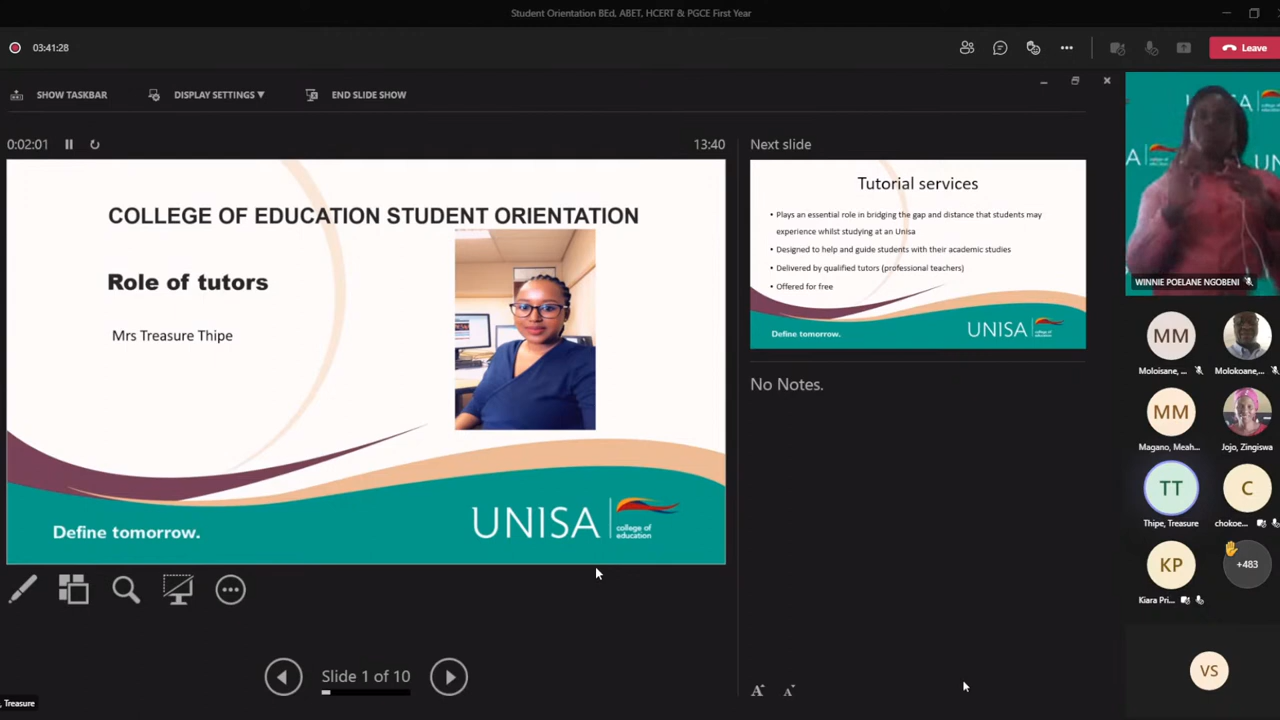 Student Orientation BEd, ABET, HCERT & PGCE First Year
03:41:28
Leave
SHOW TASKBAR
DISPLAY SETTINGS
END SLIDE SHOW
0:02:01
13:40
COLLEGE OF EDUCATION STUDENT ORIENTATION
Role of tutors
Mrs Treasure Thipe
Define tomorrow.
UNISA
college of
education
Slide 1 of 10
, Treasure
Next slide
Tutorial services
• Plays an essential role in bridging the gap and distance that students may
experience whilst studying at an Unisa
• Designed to help and guide students with their academic studies
• Delivered by qualified tutors (professional teachers)
• Offered for free
Define tomorrow.
UNISA
college of
education
No Notes.
A A
WINNIE POELANE NGOBENI
MM
Moloisane, ...
Molokoane,...
MM
Magano, Meah...
Jojo, Zingiswa
TT
Thipe, Treasure
C
chokoe...
KP
Kiara Pri...
+483
VS